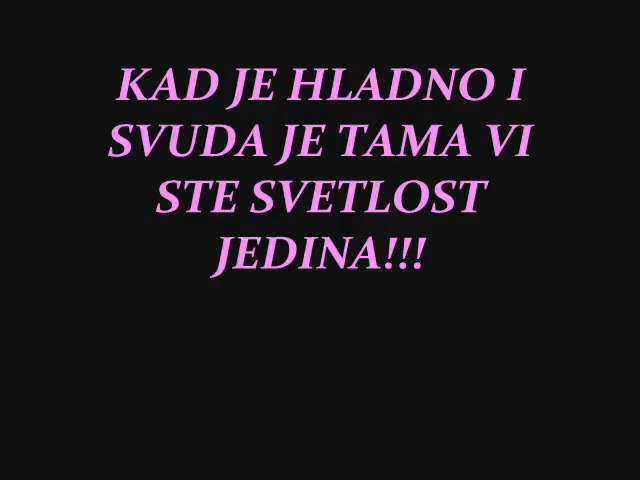 KAD JE HLADNO I
SVUDA JE TAMA VI
STE SVETLOST
JEDINA!!!